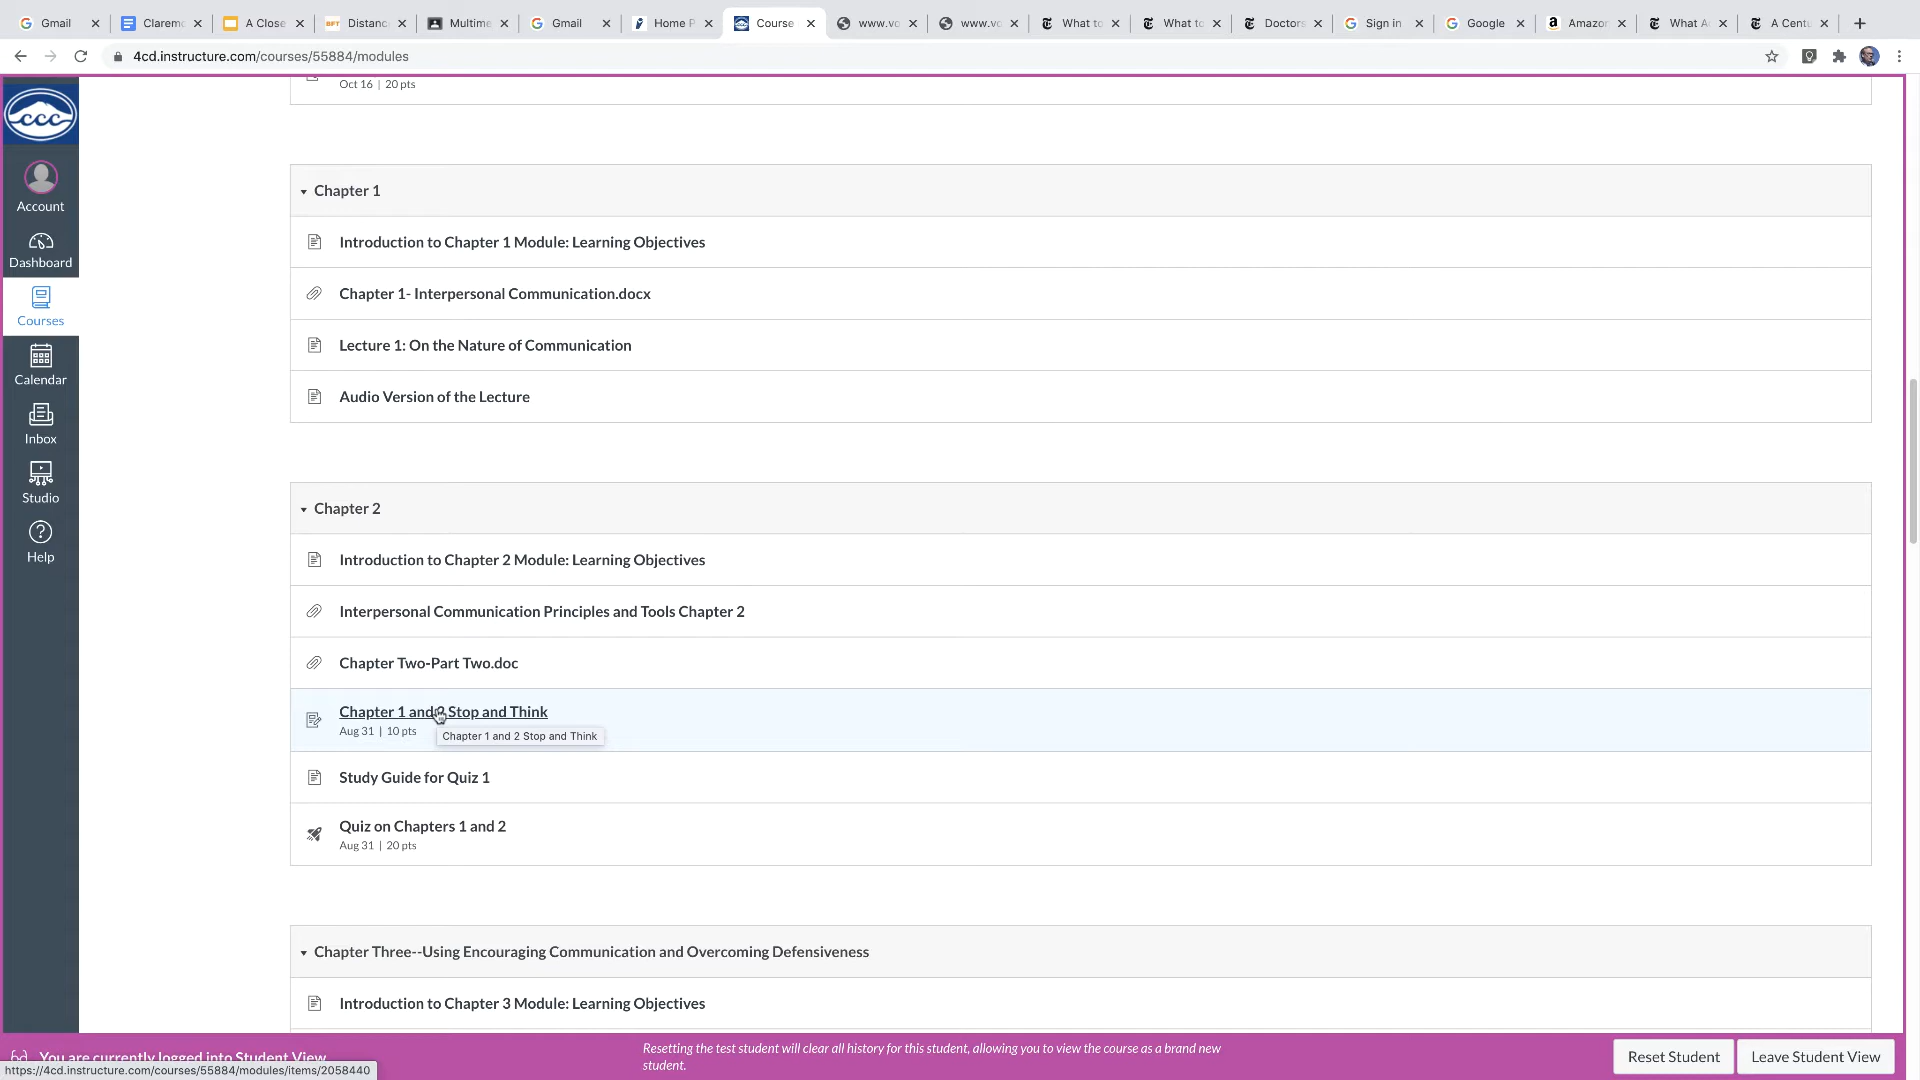 Gmail
Claremo
A Close
BFT
Distanc
Multime
Gmail
Home P
Course
www.vo
www.vo
What to
What to
Doctors
Sign in
Google
Amazon
What A
A Centu
4cd.instructure.com/courses/55884/modules
CCC
Account
Dashboard
Courses
Calendar
Inbox
Studio
Help
Oct 16 | 20 pts
Chapter 1
Introduction to Chapter 1 Module: Learning Objectives
Chapter 1- Interpersonal Communication.docx
Lecture 1: On the Nature of Communication
Audio Version of the Lecture
Chapter 2
Introduction to Chapter 2 Module: Learning Objectives
Interpersonal Communication Principles and Tools Chapter 2
Chapter Two-Part Two.doc
Chapter 1 and 2 Stop and Think
Aug 31 | 10 pts
Chapter 1 and 2 Stop and Think
Study Guide for Quiz 1
Quiz on Chapters 1 and 2
Aug 31 | 20 pts
Chapter Three--Using Encouraging Communication and Overcoming Defensiveness
Introduction to Chapter 3 Module: Learning Objectives
You are currently logged into Student View
Resetting the test student will clear all history for this student, allowing you to view the course as a brand new
student.
Reset Student
Leave Student View
https://4cd.instructure.com/courses/55884/modules/items/2058440